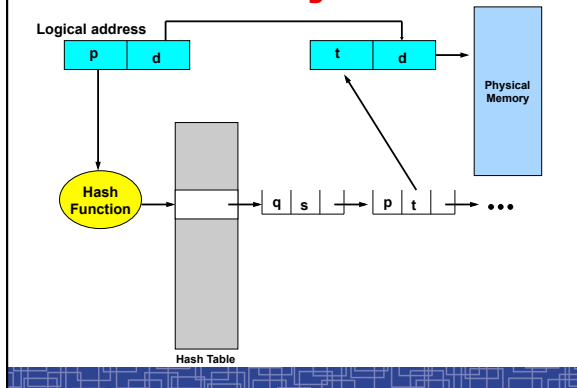 Logical address
p d
t d
Physical
Memory
Hash
Function
q s
p t
•••
Hash Table